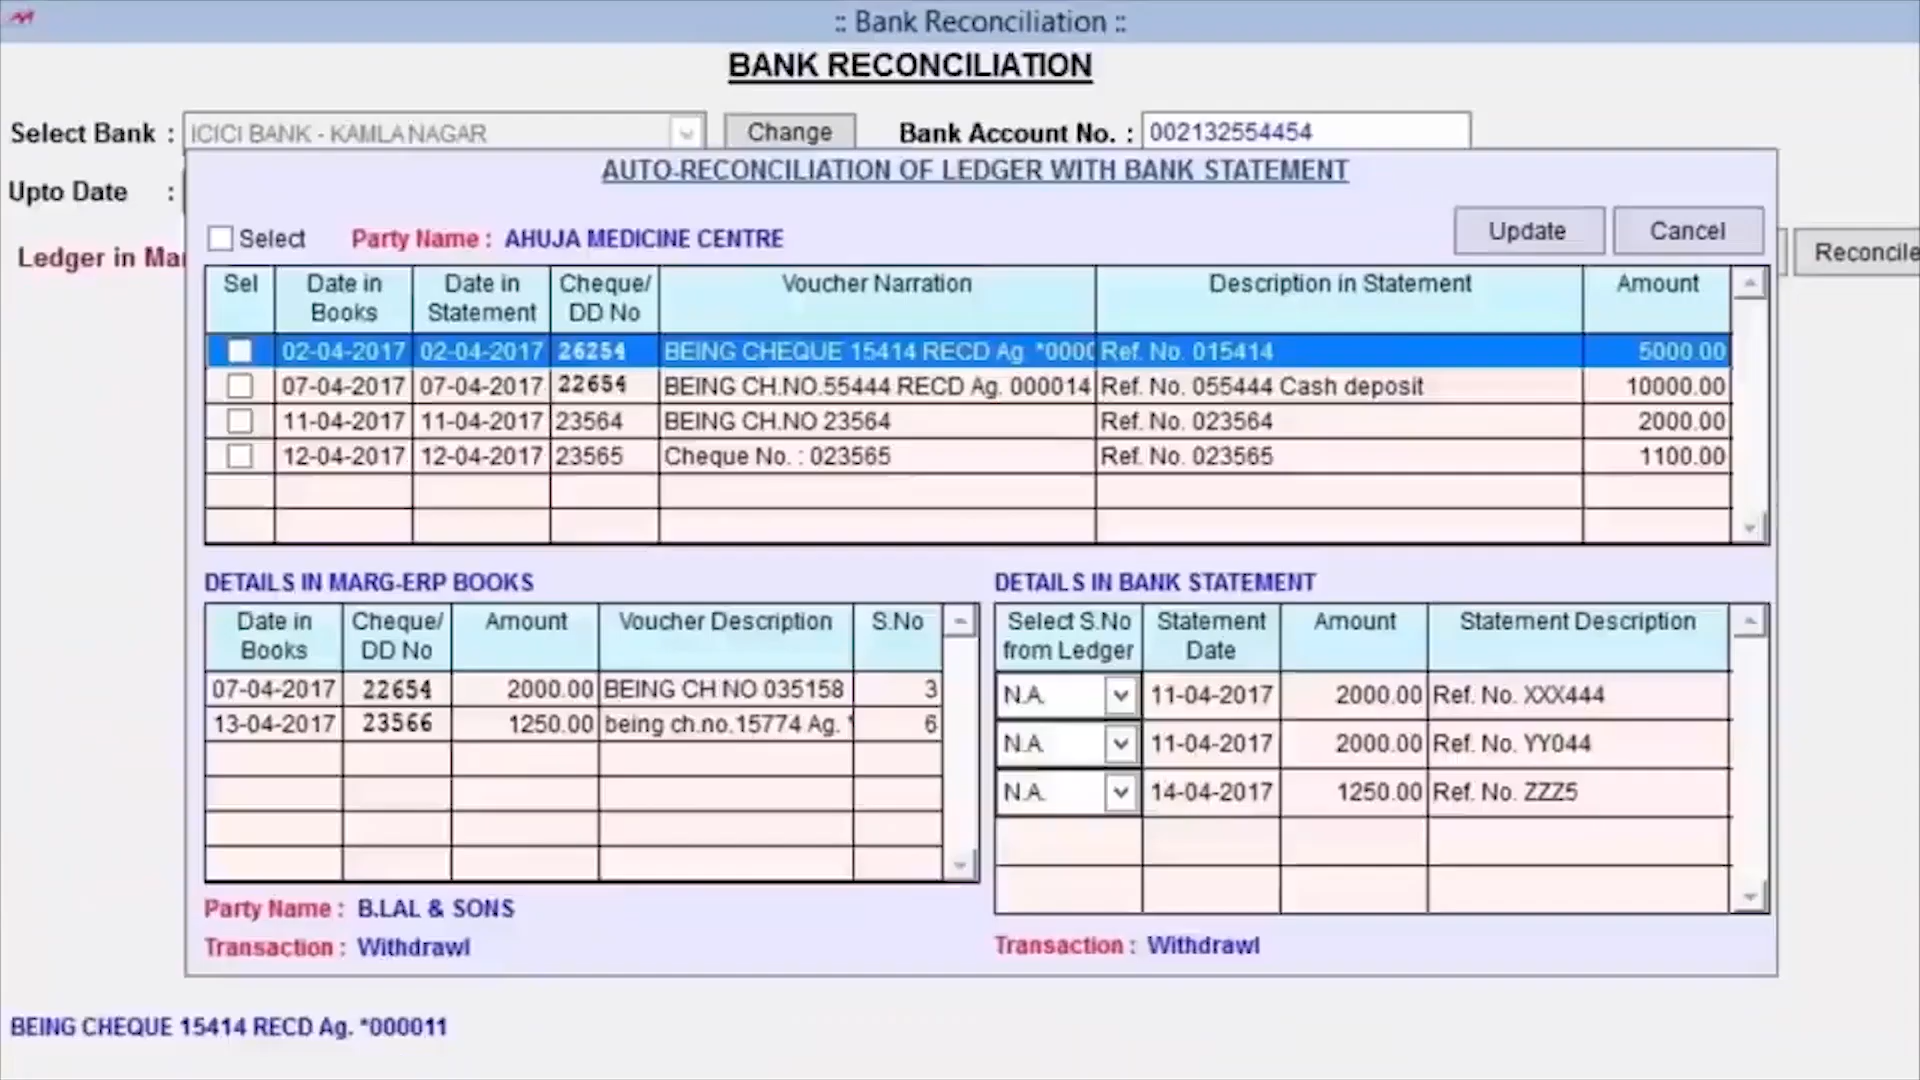 :: Bank Reconciliation ::
BANK RECONCILIATION
Select Bank : ICICI BANK - KAMLA NAGAR Change Bank Account No. : 002132554454
Upto Date :
AUTO-RECONCILIATION OF LEDGER WITH BANK STATEMENT
Select Party Name : AHUJA MEDICINE CENTRE Update Cancel
Ledger in Mar Reconcile
Sel Date in Books Date in Statement Cheque/ DD No Voucher Narration Description in Statement Amount
02-04-2017 02-04-2017 26254 BEING CHEQUE 15414 RECD Ag. *0000 Ref. No. 015414 5000.00
07-04-2017 07-04-2017 22654 BEING CH.NO.55444 RECD Ag. 000014 Ref. No. 055444 Cash deposit 10000.00
11-04-2017 11-04-2017 23564 BEING CH.NO 23564 Ref. No. 023564 2000.00
12-04-2017 12-04-2017 23565 Cheque No. : 023565 Ref. No. 023565 1100.00
DETAILS IN MARG-ERP BOOKS
Date in Books Cheque/ DD No Amount Voucher Description S.No
07-04-2017 22654 2000.00 BEING CH NO 035158 3
13-04-2017 23566 1250.00 being ch.no.15774 Ag. * 6
Party Name : B.LAL & SONS
Transaction : Withdrawl
DETAILS IN BANK STATEMENT
Select S.No from Ledger Statement Date Amount Statement Description
N.A. 11-04-2017 2000.00 Ref. No. XXX444
N.A. 11-04-2017 2000.00 Ref. No. YY044
N.A. 14-04-2017 1250.00 Ref. No. ZZZ5
Transaction : Withdrawl
BEING CHEQUE 15414 RECD Ag. *000011